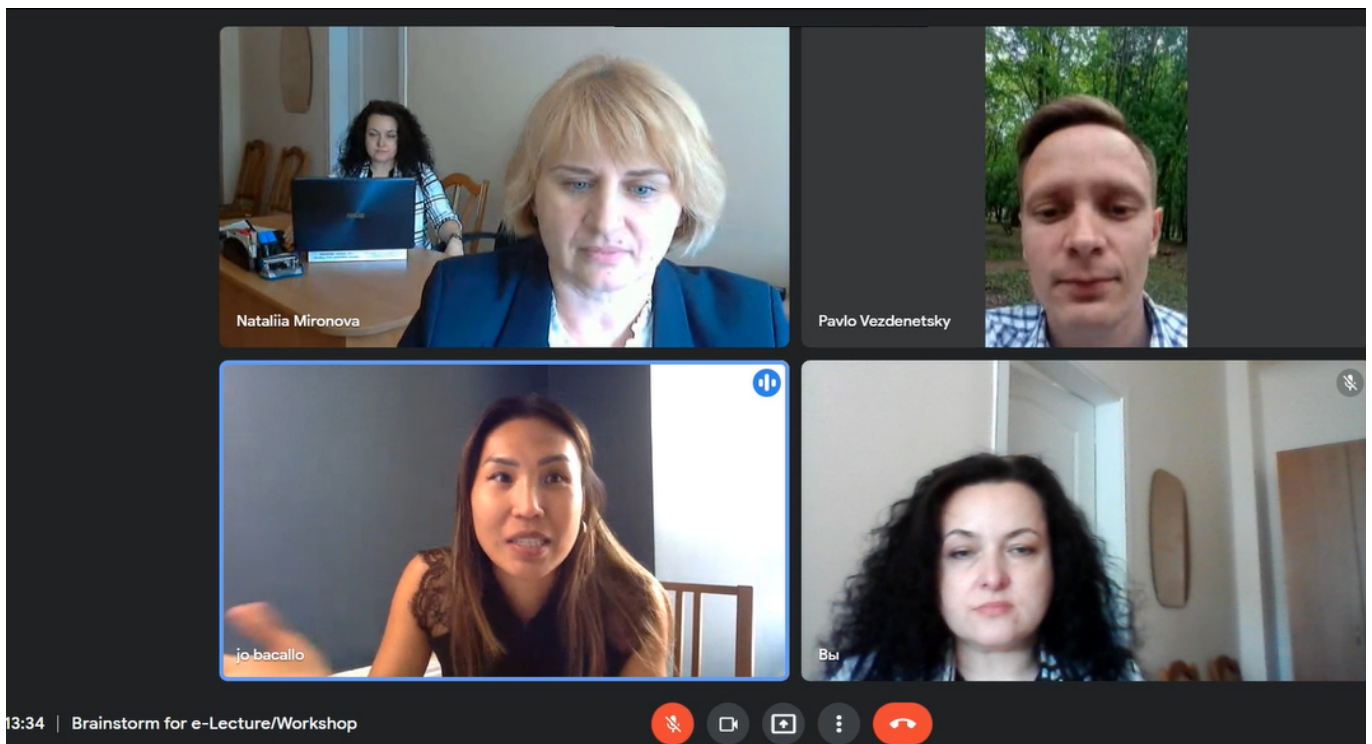 Nataliia Mironova
Pavlo Vezdenetsky
jo bacallo
Вы
13:34 | Brainstorm for e-Lecture/Workshop